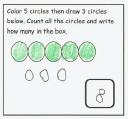 Color 5 circles then draw 3 circles
below. Count all the circles and write
how many in the box.
8